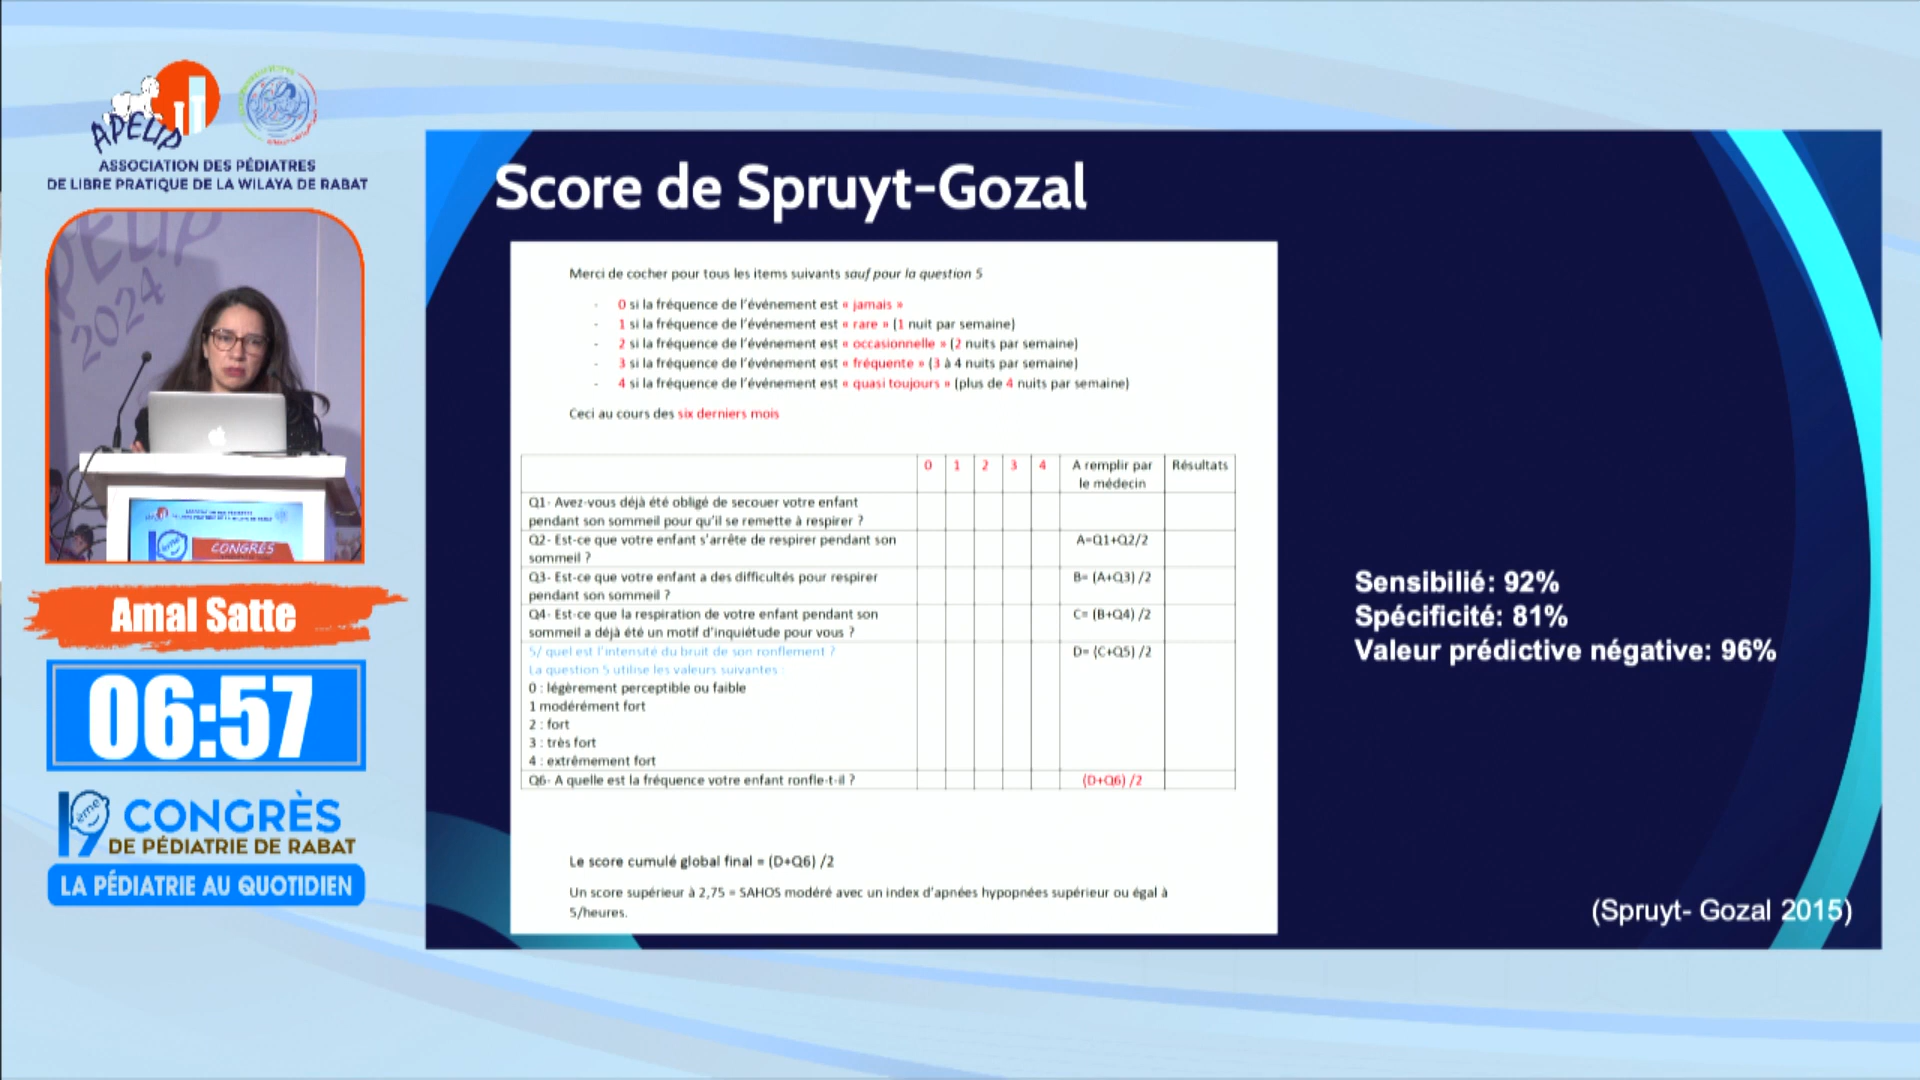 APELIP
ASSOCIATION DES PÉDIATRES
DE LIBRE PRATIQUE DE LA WILAYA DE RABAT
APELIP
2024
CONGRÈS
Amal Satte
06:57
19ème CONGRÈS
DE PÉDIATRIE DE RABAT
LA PÉDIATRIE AU QUOTIDIEN
Score de Spruyt-Gozal
Merci de cocher pour tous les items suivants sauf pour la question 5
- 0 si la fréquence de l'événement est « jamais »
- 1 si la fréquence de l'événement est « rare » (1 nuit par semaine)
- 2 si la fréquence de l'événement est « occasionnelle » (2 nuits par semaine)
- 3 si la fréquence de l'événement est « fréquente » (3 à 4 nuits par semaine)
- 4 si la fréquence de l'événement est « quasi toujours » (plus de 4 nuits par semaine)
Ceci au cours des six derniers mois
0 1 2 3 4 A remplir par le médecin Résultats
Q1- Avez-vous déjà été obligé de secouer votre enfant
pendant son sommeil pour qu'il se remette à respirer ?
Q2- Est-ce que votre enfant s'arrête de respirer pendant son A=Q1+Q2/2
sommeil ?
Q3- Est-ce que votre enfant a des difficultés pour respirer B= (A+Q3) /2
pendant son sommeil ?
Q4- Est-ce que la respiration de votre enfant pendant son C= (B+Q4) /2
sommeil a déjà été un motif d'inquiétude pour vous ?
5/ quel est l'intensité du bruit de son ronflement ? D= (C+Q5) /2
La question 5 utilise les valeurs suivantes :
0 : légèrement perceptible ou faible
1 modérément fort
2 : fort
3 : très fort
4 : extrêmement fort
Q6- A quelle est la fréquence votre enfant ronfle-t-il ? (D+Q6) /2
Le score cumulé global final = (D+Q6) /2
Un score supérieur à 2,75 = SAHOS modéré avec un index d'apnées hypopnées supérieur ou égal à
5/heures.
Sensibilié: 92%
Spécificité: 81%
Valeur prédictive négative: 96%
(Spruyt- Gozal 2015)